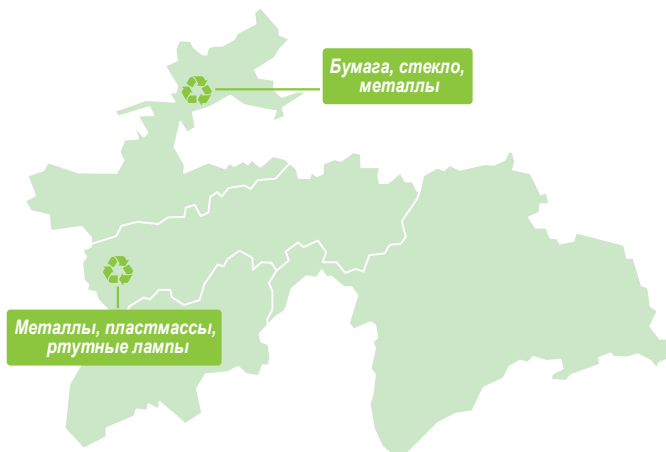 Бумага, стекло,
металлы
Металлы, пластмассы,
ртутные лампы